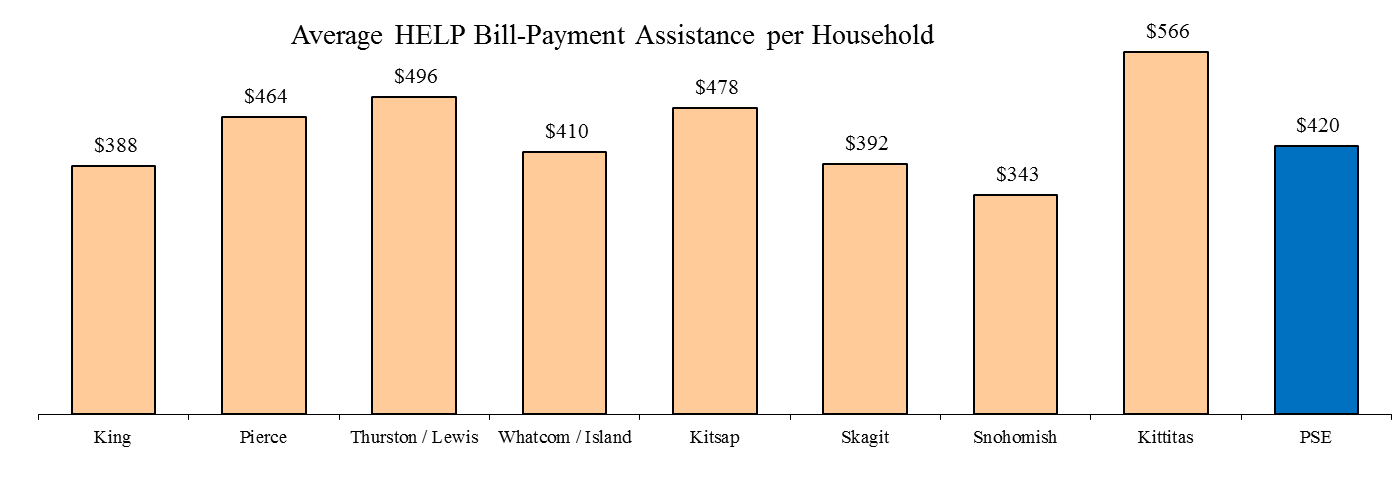 Average HELP Bill-Payment Assistance per Household
$388
$464
$496
$410
$478
$392
$343
$566
$420
King
Pierce
Thurston / Lewis
Whatcom / Island
Kitsap
Skagit
Snohomish
Kittitas
PSE